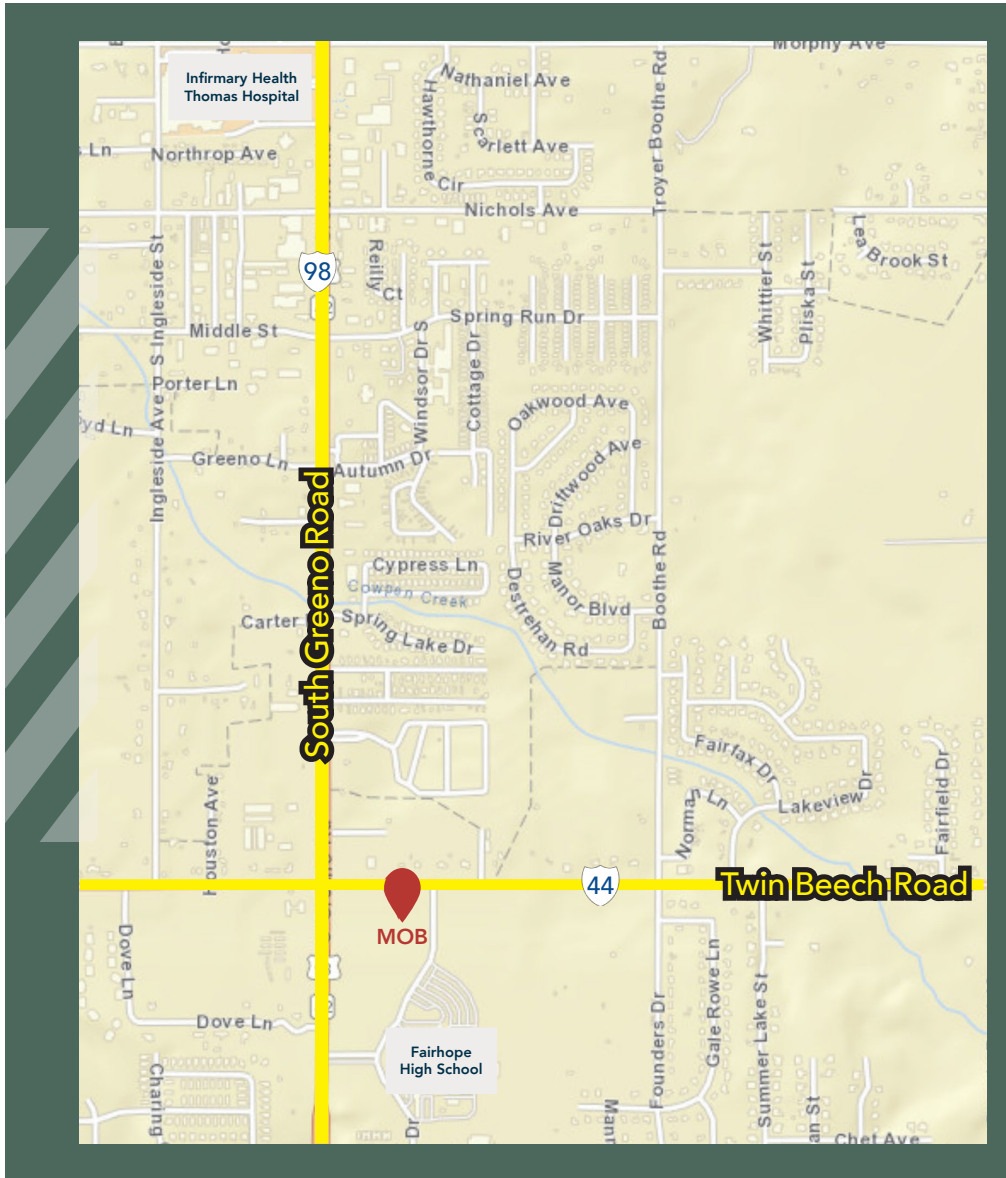 Morphy Ave
Infirmary Health
Thomas Hospital
Nathaniel Ave
Hawthorne
Scarlett Ave
Troyer Boothe Rd
Ln
Northrop Ave
Cir
Nichols Ave
Lea Brook St
Whittier St
Pliska St
Reilly
Ct
98
S Ingleside St
Middle St
Spring Run Dr
Windsor Dr S
Cottage Dr
Porter Ln
Oakwood Ave
Ingleside Ave
Ln
Greeno Ln
Autumn Dr
Driftwood Ave
South Greeno Road
River Oaks Dr
Boothe Rd
Cypress Ln
Cowpen Creek
Manor Blvd
Destrehan Rd
Carter
Spring Lake Dr
Fairfax Dr
Norman Ln
Lakeview Dr
Fairfield Dr
Houston Ave
44
Twin Beech Road
MOB
Dove Ln
Dove Ln
Gale Rowe Ln
Founders Dr
Summer Lake St
Fairhope
High School
Charing
Dr
St
Chet Ave